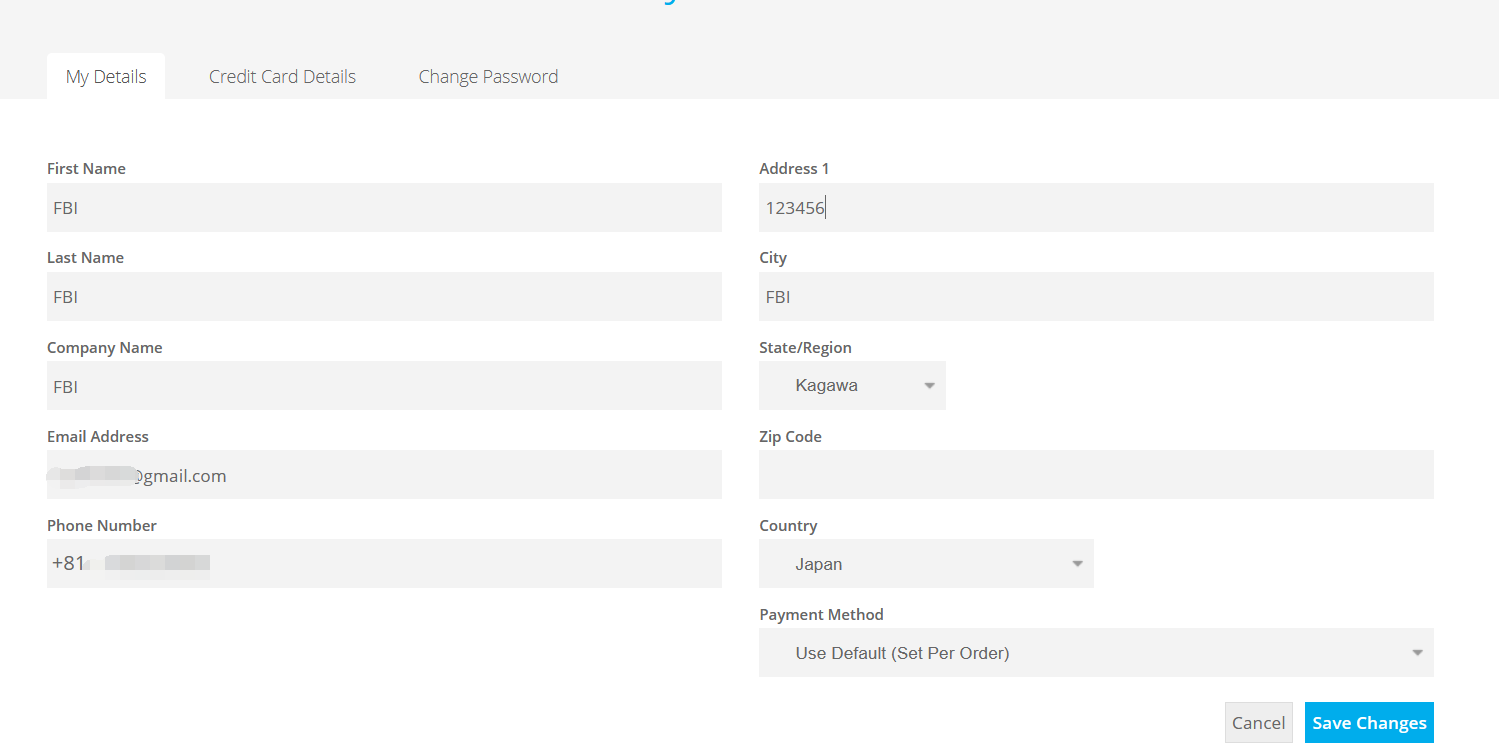 My Details
Credit Card Details
Change Password
First Name
FBI
Last Name
FBI
Company Name
FBI
Email Address
@gmail.com
Phone Number
+81
Address 1
123456
City
FBI
State/Region
Kagawa
Zip Code
Country
Japan
Payment Method
Use Default (Set Per Order)
Cancel
Save Changes